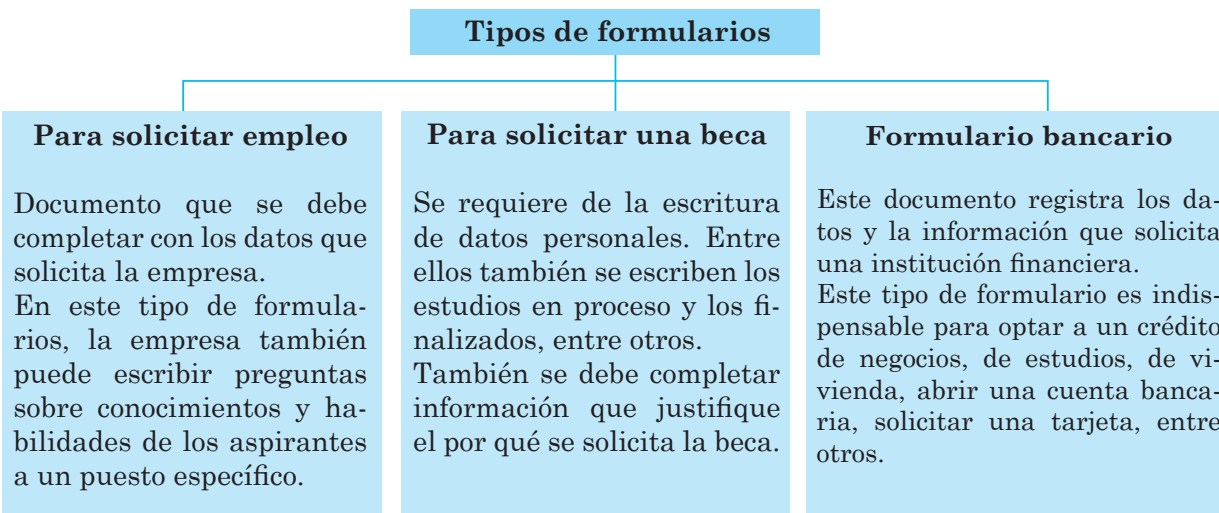 Tipos de formularios
Para solicitar empleo
Documento que se debe
completar con los datos que
solicita la empresa.
En este tipo de formula-
rios, la empresa también
puede escribir preguntas
sobre conocimientos y ha-
bilidades de los aspirantes
a un puesto específico.
Para solicitar una beca
Se requiere de la escritura
de datos personales. Entre
ellos también se escriben los
estudios en proceso y los fi-
nalizados, entre otros.
También se debe completar
información que justifique
el por qué se solicita la beca.
Formulario bancario
Este documento registra los da-
tos y la información que solicita
una institución financiera.
Este tipo de formulario es indis-
pensable para optar a un crédito
de negocios, de estudios, de vi-
vienda, abrir una cuenta banca-
ria, solicitar una tarjeta, entre
otros.